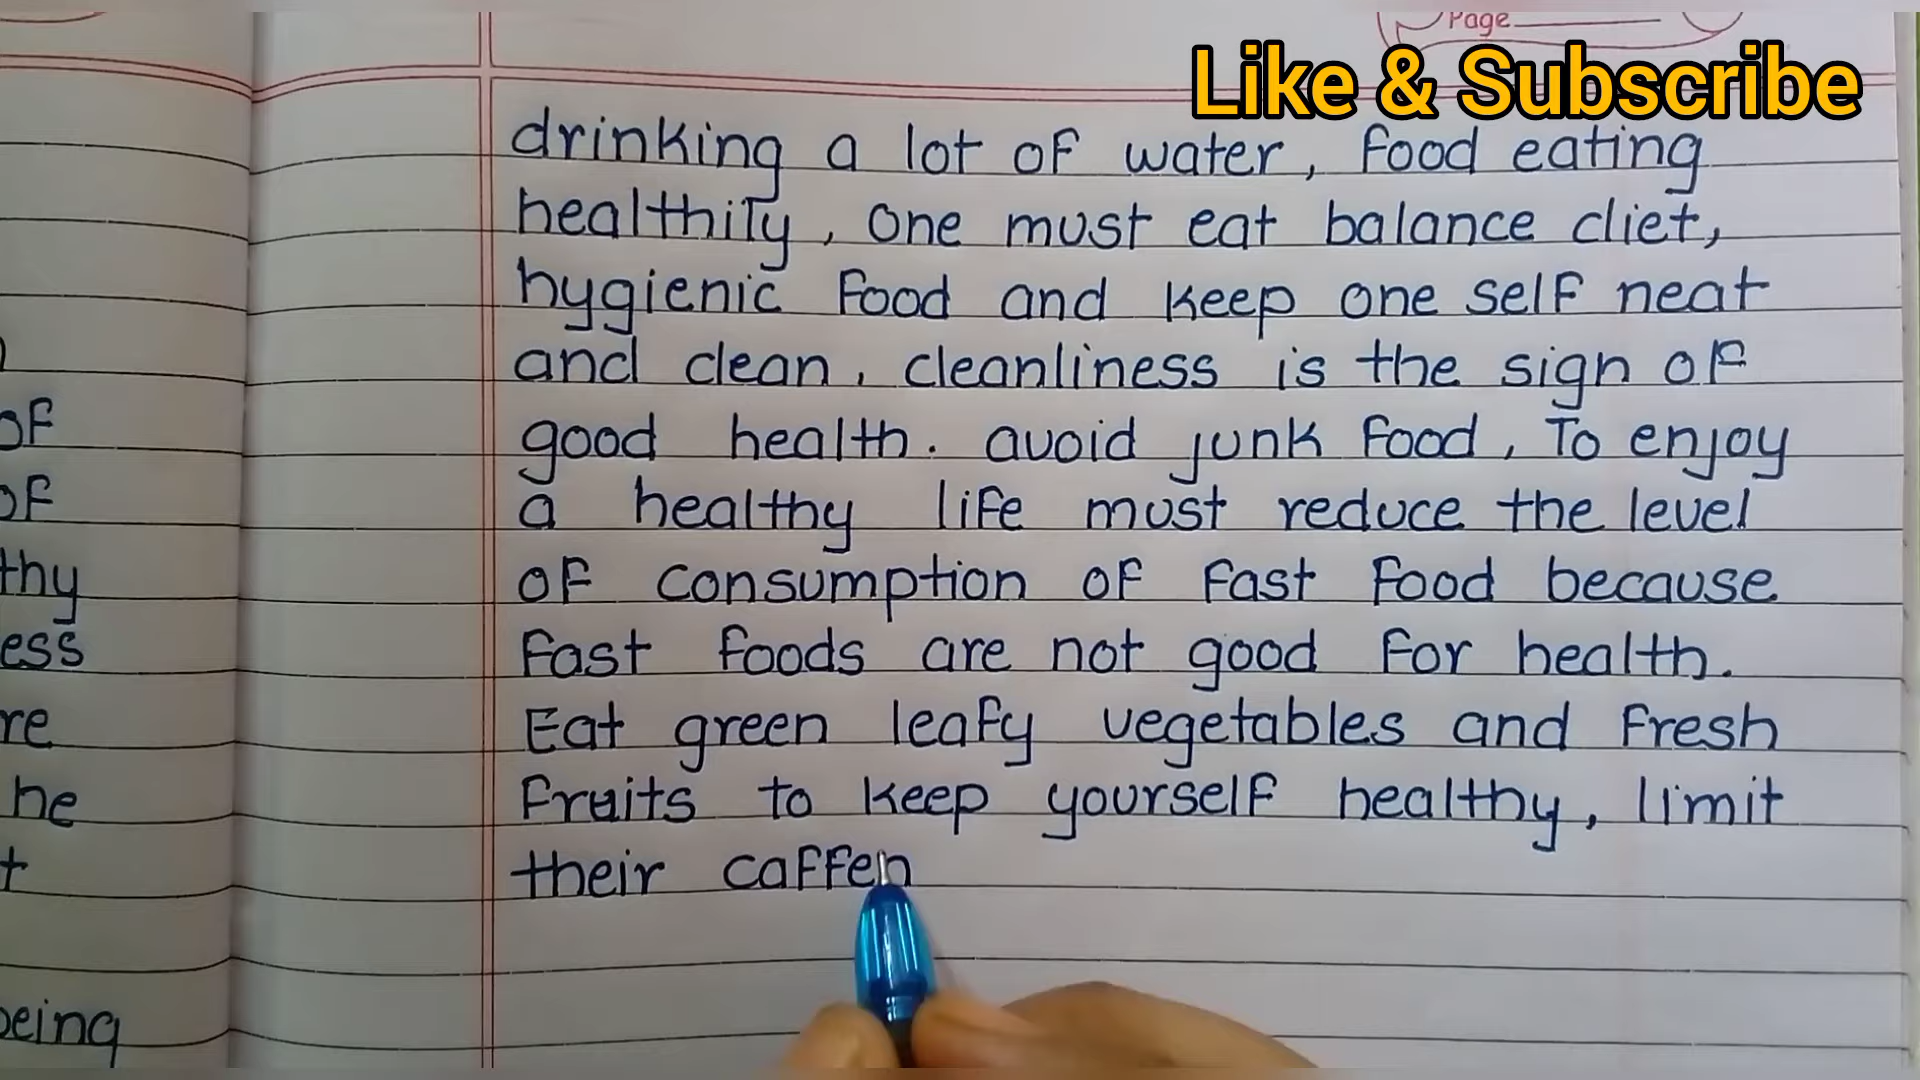 Page
Like & Subscribe
drinking a lot of water, food eating
healthily, one must eat balance diet,
hygienic food and keep one self neat
and clean, cleanliness is the sign of
good health. avoid junk food, To enjoy
a healthy life must reduce the level
of consumption of fast food because
fast foods are not good for health.
Eat green leafy vegetables and fresh
fruits to keep yourself healthy, limit
their caffen
of
of
thy
ess
re
he
t
being